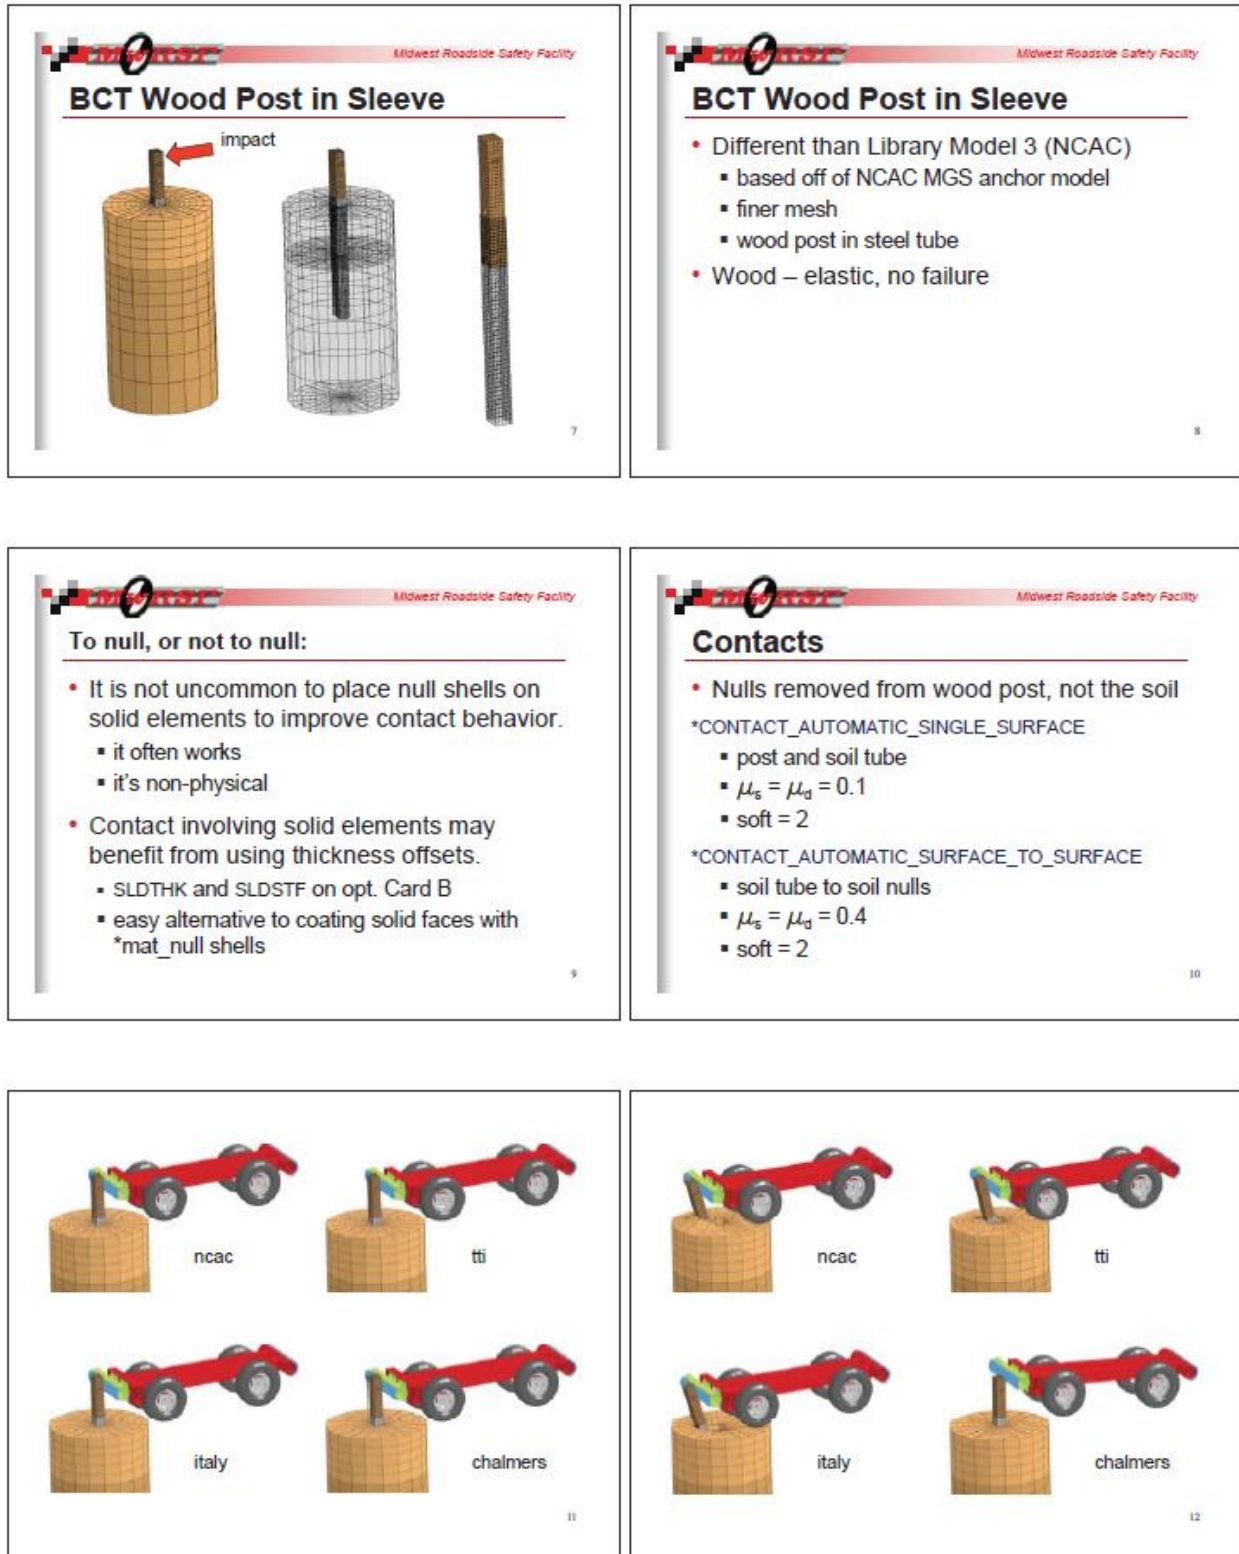 Midwest Roadside Safety Facility
BCT Wood Post in Sleeve
impact
7
Midwest Roadside Safety Facility
BCT Wood Post in Sleeve
• Different than Library Model 3 (NCAC)
▪ based off of NCAC MGS anchor model
▪ finer mesh
▪ wood post in steel tube
• Wood – elastic, no failure
8
Midwest Roadside Safety Facility
To null, or not to null:
• It is not uncommon to place null shells on
solid elements to improve contact behavior.
▪ it often works
▪ it's non-physical
• Contact involving solid elements may
benefit from using thickness offsets.
▪ SLDTHK and SLDSTF on opt. Card B
▪ easy alternative to coating solid faces with
*mat_null shells
9
Midwest Roadside Safety Facility
Contacts
• Nulls removed from wood post, not the soil
*CONTACT_AUTOMATIC_SINGLE_SURFACE
▪ post and soil tube
▪ μs = μd = 0.1
▪ soft = 2
*CONTACT_AUTOMATIC_SURFACE_TO_SURFACE
▪ soil tube to soil nulls
▪ μs = μd = 0.4
▪ soft = 2
10
ncac
tti
italy
chalmers
11
ncac
tti
italy
chalmers
12